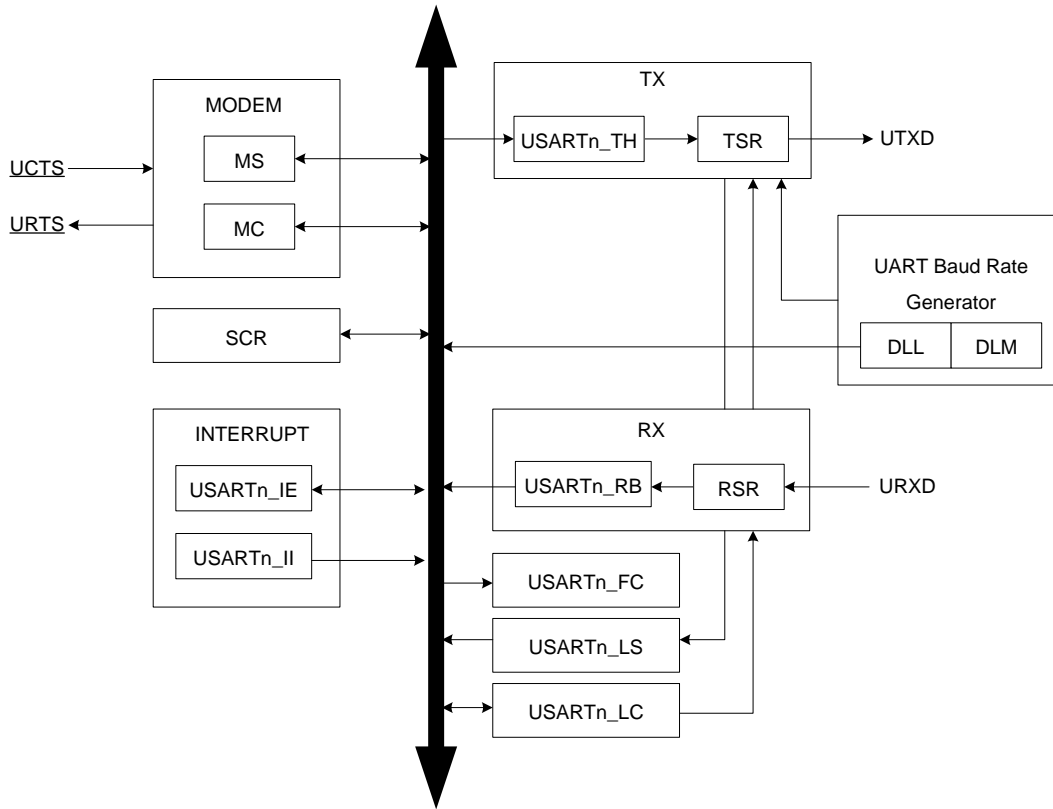 MODEM
MS
MC
UCTS
URTS
SCR
INTERRUPT
USARTn_IE
USARTn_II
TX
USARTn_TH
TSR
UTXD
UART Baud Rate
Generator
DLL
DLM
RX
USARTn_RB
RSR
URXD
USARTn_FC
USARTn_LS
USARTn_LC